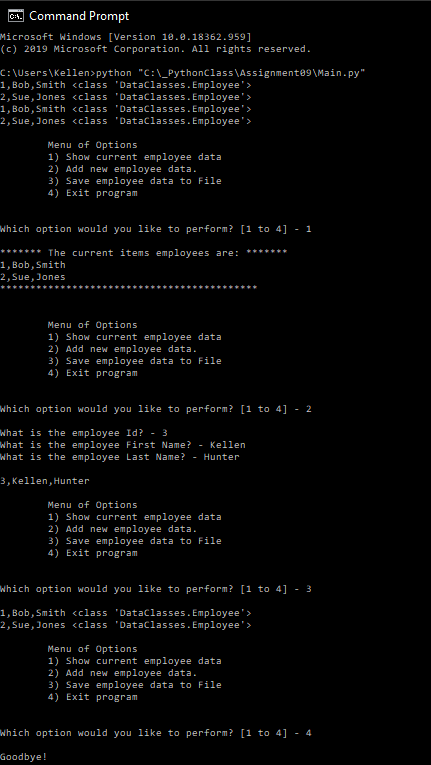 Command Prompt
Microsoft Windows [Version 10.0.18362.959]
(c) 2019 Microsoft Corporation. All rights reserved.
C:\Users\Kellen>python "C:\_PythonClass\Assignment09\Main.py"
1,Bob,Smith <class 'DataClasses.Employee'>
2,Sue,Jones <class 'DataClasses.Employee'>
1,Bob,Smith <class 'DataClasses.Employee'>
2,Sue,Jones <class 'DataClasses.Employee'>
Menu of Options
1) Show current employee data
2) Add new employee data.
3) Save employee data to File
4) Exit program
Which option would you like to perform? [1 to 4] - 1
******* The current items employees are: *******
1,Bob,Smith
2,Sue,Jones
*******************************************
Menu of Options
1) Show current employee data
2) Add new employee data.
3) Save employee data to File
4) Exit program
Which option would you like to perform? [1 to 4] - 2
What is the employee Id? - 3
What is the employee First Name? - Kellen
What is the employee Last Name? - Hunter
3,Kellen,Hunter
Menu of Options
1) Show current employee data
2) Add new employee data.
3) Save employee data to File
4) Exit program
Which option would you like to perform? [1 to 4] - 3
1,Bob,Smith <class 'DataClasses.Employee'>
2,Sue,Jones <class 'DataClasses.Employee'>
Menu of Options
1) Show current employee data
2) Add new employee data.
3) Save employee data to File
4) Exit program
Which option would you like to perform? [1 to 4] - 4
Goodbye!